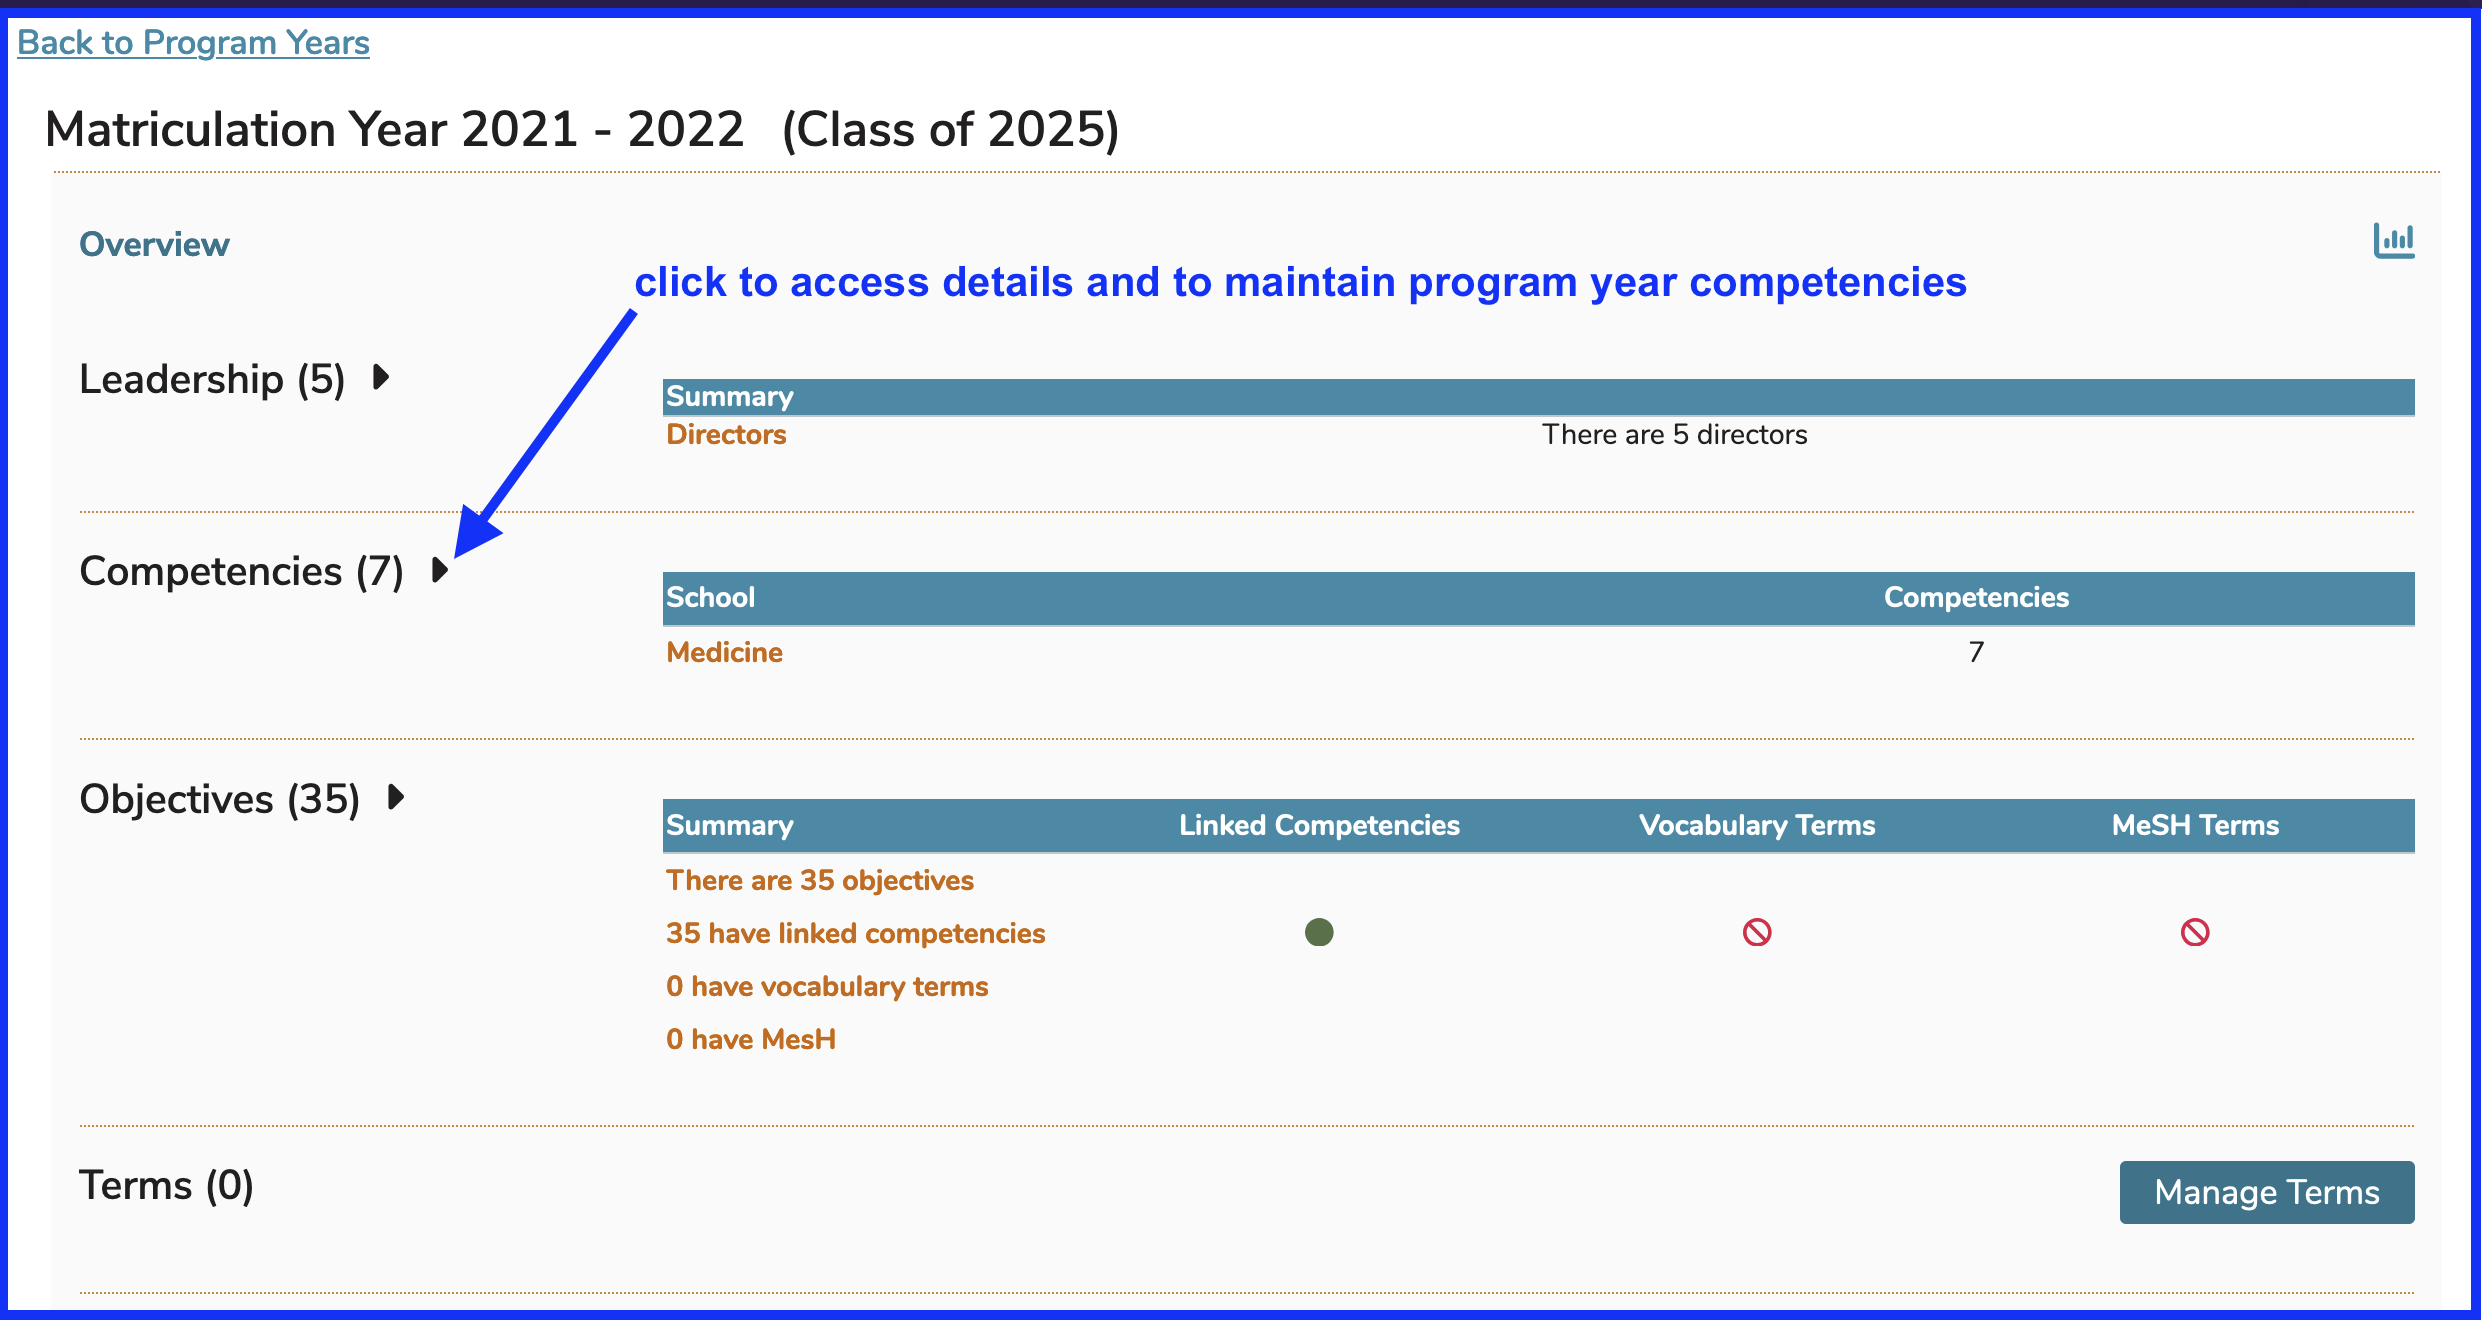 Back to Program Years
Matriculation Year 2021 - 2022 (Class of 2025)
Overview
click to access details and to maintain program year competencies
Leadership (5)
Summary
Directors There are 5 directors
Competencies (7)
School Competencies
Medicine 7
Objectives (35)
Summary Linked Competencies Vocabulary Terms MeSH Terms
There are 35 objectives
35 have linked competencies
0 have vocabulary terms
0 have MesH
Terms (0)
Manage Terms